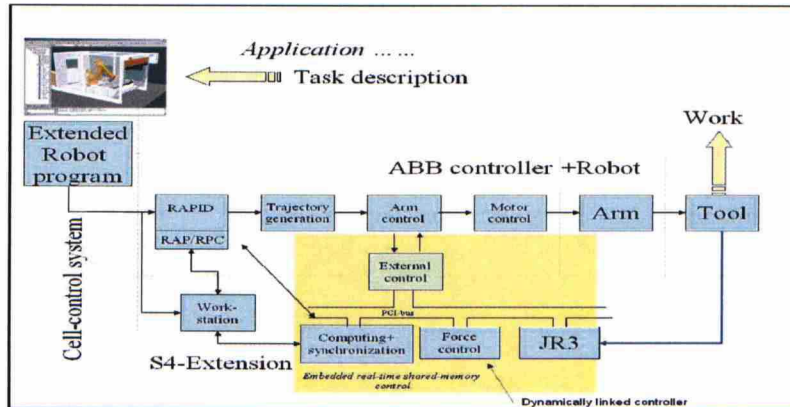 Application ... ...
Task description
Work
Extended
Robot
program
ABB controller +Robot
RAPID
RAP/RPC
Trajectory
generation
Arm
control
Motor
control
Arm
Tool
External
control
Cell-control system
Work-
station
PCI-bus
S4-Extension
Computing+
synchronization
Force
control
JR3
Embedded real-time shared-memory
control.
Dynamically linked controller